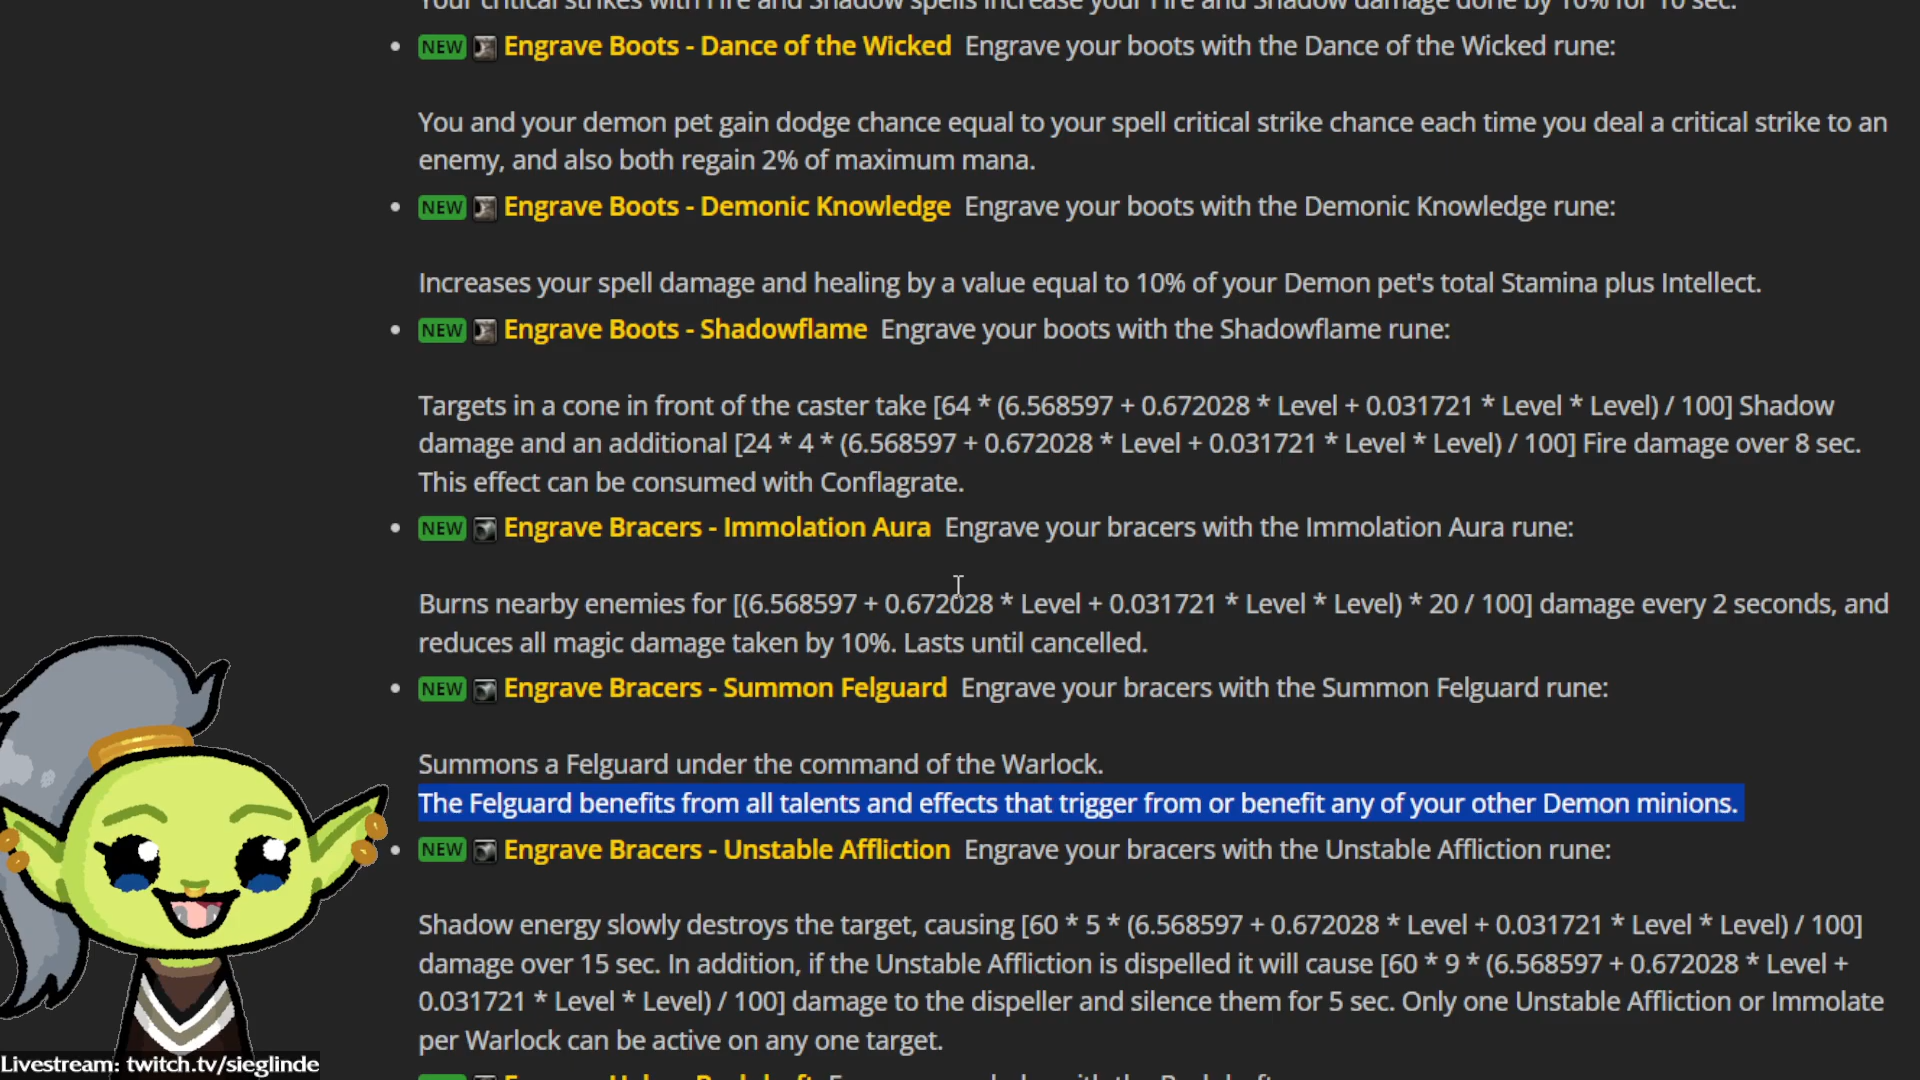 Your critical strikes with Fire and Shadow spells increase your Fire and Shadow damage done by 10% for 10 sec.
NEW Engrave Boots - Dance of the Wicked Engrave your boots with the Dance of the Wicked rune:
You and your demon pet gain dodge chance equal to your spell critical strike chance each time you deal a critical strike to an
enemy, and also both regain 2% of maximum mana.
NEW Engrave Boots - Demonic Knowledge Engrave your boots with the Demonic Knowledge rune:
Increases your spell damage and healing by a value equal to 10% of your Demon pet's total Stamina plus Intellect.
NEW Engrave Boots - Shadowflame Engrave your boots with the Shadowflame rune:
Targets in a cone in front of the caster take [64 * (6.568597 + 0.672028 * Level + 0.031721 * Level * Level) / 100] Shadow
damage and an additional [24 * 4 * (6.568597 + 0.672028 * Level + 0.031721 * Level * Level) / 100] Fire damage over 8 sec.
This effect can be consumed with Conflagrate.
NEW Engrave Bracers - Immolation Aura Engrave your bracers with the Immolation Aura rune:
Burns nearby enemies for [(6.568597 + 0.672028 * Level + 0.031721 * Level * Level) * 20 / 100] damage every 2 seconds, and
reduces all magic damage taken by 10%. Lasts until cancelled.
NEW Engrave Bracers - Summon Felguard Engrave your bracers with the Summon Felguard rune:
Summons a Felguard under the command of the Warlock.
The Felguard benefits from all talents and effects that trigger from or benefit any of your other Demon minions.
NEW Engrave Bracers - Unstable Affliction Engrave your bracers with the Unstable Affliction rune:
Shadow energy slowly destroys the target, causing [60 * 5 * (6.568597 + 0.672028 * Level + 0.031721 * Level * Level) / 100]
damage over 15 sec. In addition, if the Unstable Affliction is dispelled it will cause [60 * 9 * (6.568597 + 0.672028 * Level +
0.031721 * Level * Level) / 100] damage to the dispeller and silence them for 5 sec. Only one Unstable Affliction or Immolate
per Warlock can be active on any one target.
Livestream: twitch.tv/sieglinde